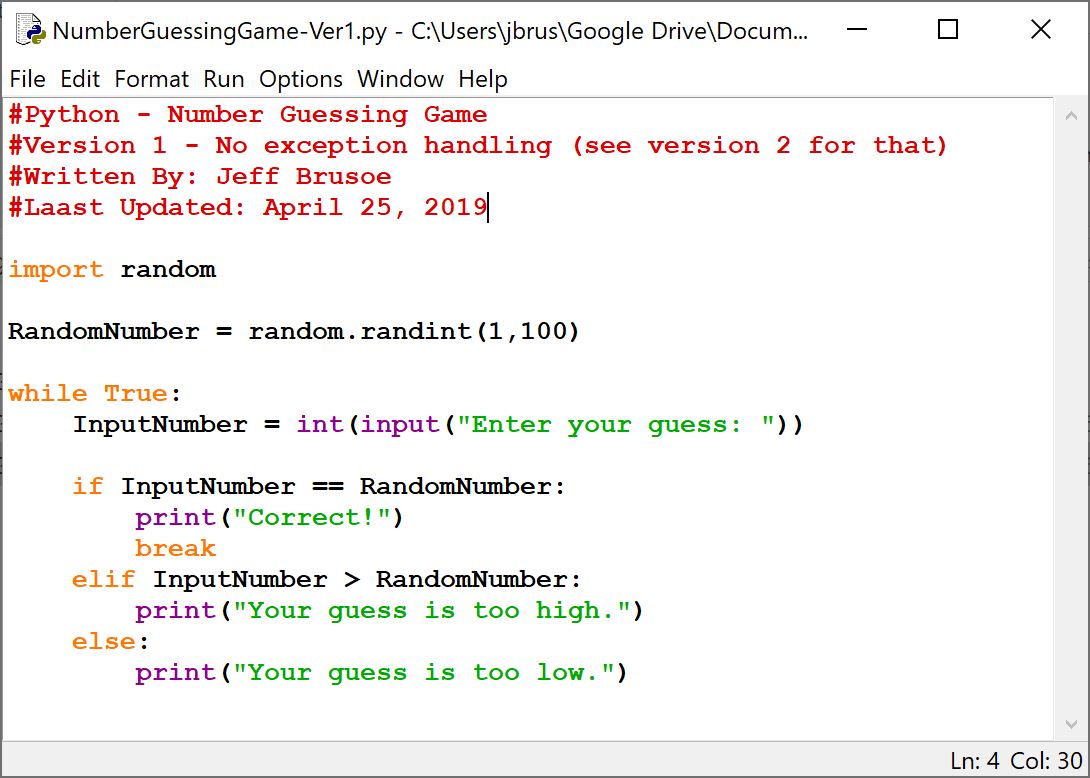 NumberGuessingGame-Ver1.py - C:\Users\jbrus\Google Drive\Docum...
File Edit Format Run Options Window Help
#Python - Number Guessing Game
#Version 1 - No exception handling (see version 2 for that)
#Written By: Jeff Brusoe
#Laast Updated: April 25, 2019
import random
RandomNumber = random.randint(1,100)
while True:
    InputNumber = int(input("Enter your guess: "))
    if InputNumber == RandomNumber:
        print("Correct!")
        break
    elif InputNumber > RandomNumber:
        print("Your guess is too high.")
    else:
        print("Your guess is too low.")
Ln: 4 Col: 30